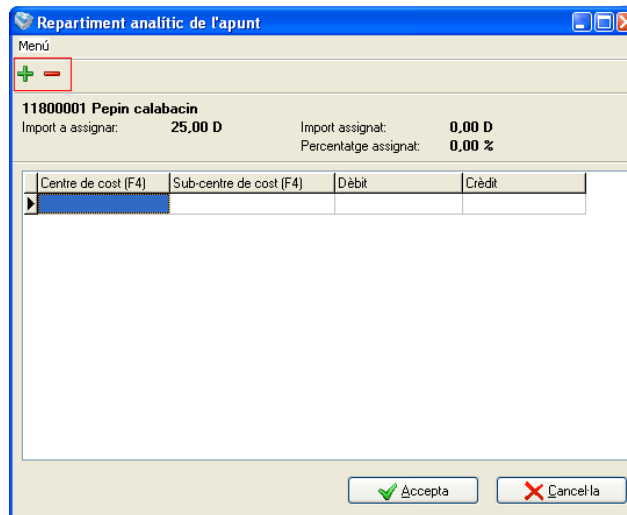 Repartiment analític de l'apunt
Menú
11800001 Pepin calabacin
Import a assignar: 25,00 D Import assignat: 0,00 D
Percentatge assignat: 0,00 %
Centre de cost (F4) Sub-centre de cost (F4) Dèbit Crèdit
Accepta Cancel·la